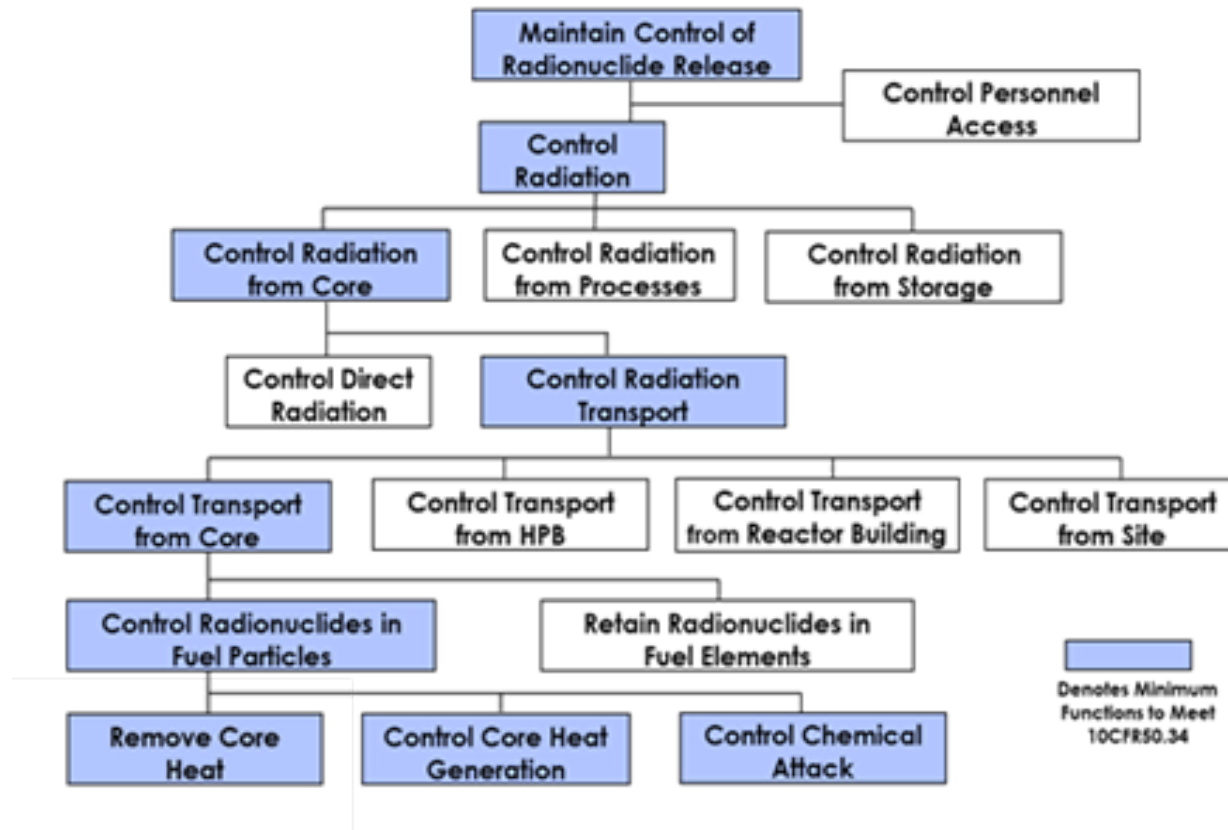 Maintain Control of
Radionuclide Release
Control Personnel
Access
Control
Radiation
Control Radiation
from Core
Control Radiation
from Processes
Control Radiation
from Storage
Control Direct
Radiation
Control Radiation
Transport
Control Transport
from Core
Control Transport
from HPB
Control Transport
from Reactor Building
Control Transport
from Site
Control Radionuclides in
Fuel Particles
Retain Radionuclides in
Fuel Elements
Denotes Minimum
Functions to Meet
10CFR50.34
Remove Core
Heat
Control Core Heat
Generation
Control Chemical
Attack